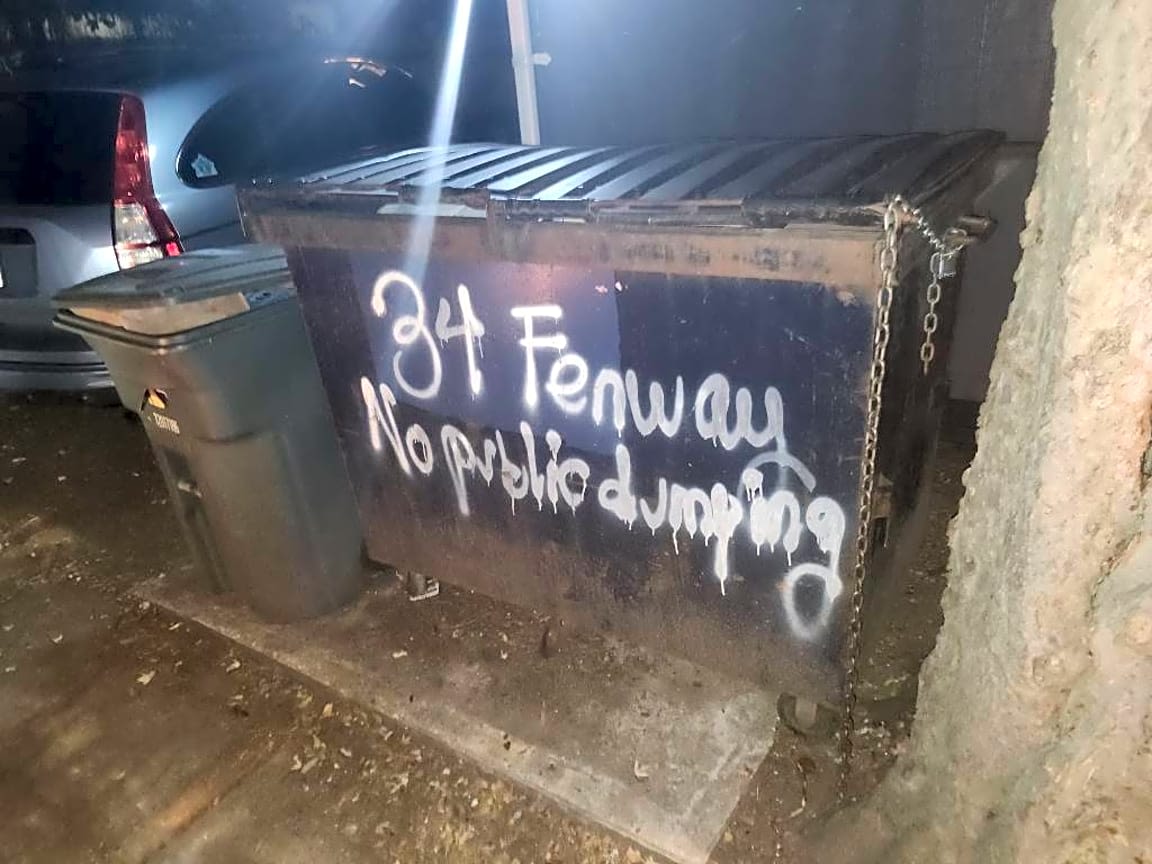 34 Fenway
No public dumping